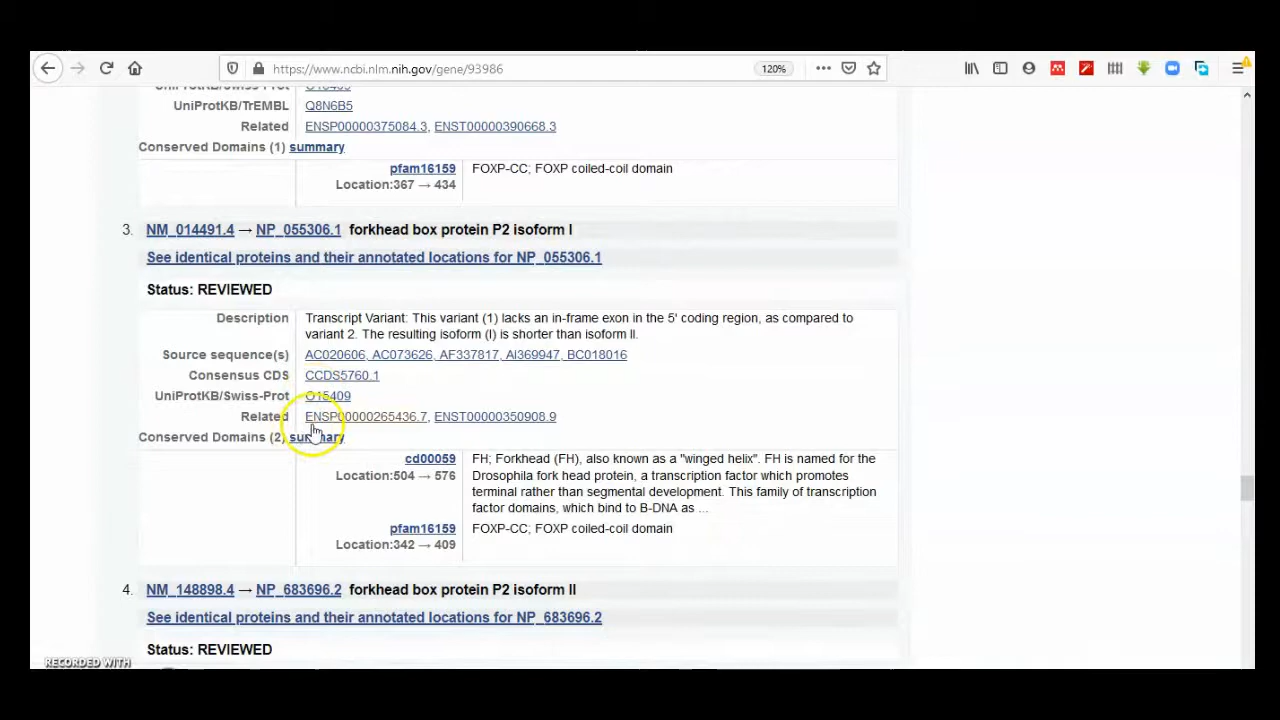 https://www.ncbi.nlm.nih.gov/gene/93986
120%
UniProtKB/TrEMBL Q8N6B5
Related ENSP00000375084.3, ENST00000390668.3
Conserved Domains (1) summary
pfam16159 FOXP-CC; FOXP coiled-coil domain
Location:367 → 434
3. NM_014491.4 → NP_055306.1 forkhead box protein P2 isoform I
See identical proteins and their annotated locations for NP_055306.1
Status: REVIEWED
Description Transcript Variant: This variant (1) lacks an in-frame exon in the 5' coding region, as compared to
variant 2. The resulting isoform (I) is shorter than isoform II.
Source sequence(s) AC020606, AC073626, AF337817, AI369947, BC018016
Consensus CDS CCDS5760.1
UniProtKB/Swiss-Prot O15409
Related ENSP00000265436.7, ENST00000350908.9
Conserved Domains (2) summary
cd00059 FH; Forkhead (FH), also known as a "winged helix". FH is named for the
Location:504 → 576 Drosophila fork head protein, a transcription factor which promotes
terminal rather than segmental development. This family of transcription
factor domains, which bind to B-DNA as ...
pfam16159 FOXP-CC; FOXP coiled-coil domain
Location:342 → 409
4. NM_148898.4 → NP_683696.2 forkhead box protein P2 isoform II
See identical proteins and their annotated locations for NP_683696.2
Status: REVIEWED
RECORDED WITH